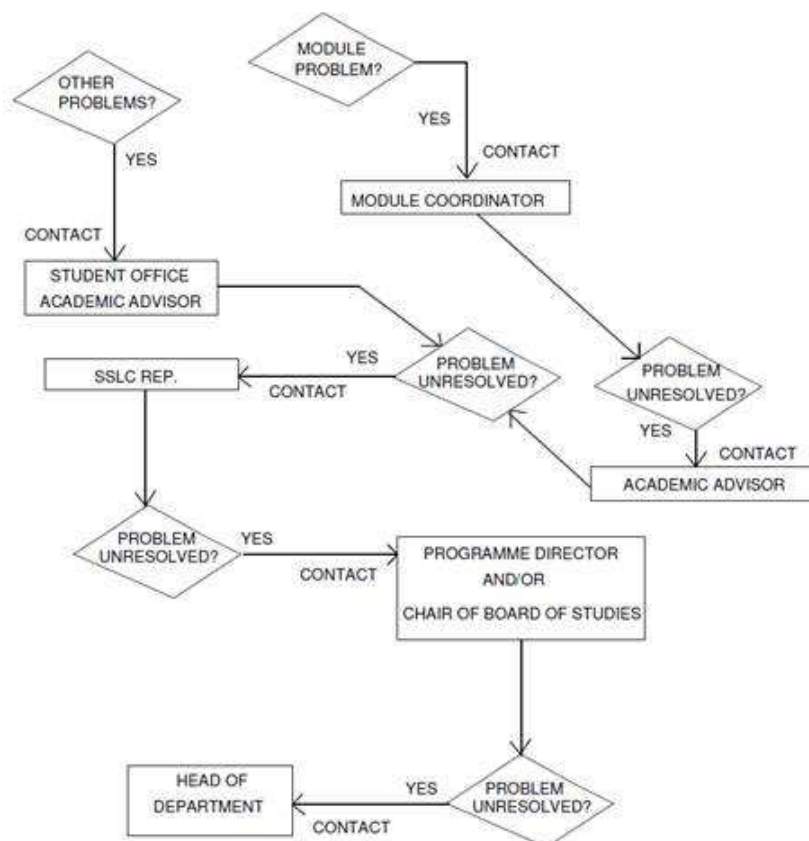 MODULE
PROBLEM?
OTHER
PROBLEMS?
YES
CONTACT
YES
MODULE COORDINATOR
CONTACT
STUDENT OFFICE
ACADEMIC ADVISOR
PROBLEM
UNRESOLVED?
YES
CONTACT
SSLC REP.
PROBLEM
UNRESOLVED?
YES
CONTACT
ACADEMIC ADVISOR
PROBLEM
UNRESOLVED?
YES
CONTACT
PROGRAMME DIRECTOR
AND/OR
CHAIR OF BOARD OF STUDIES
PROBLEM
UNRESOLVED?
YES
CONTACT
HEAD OF
DEPARTMENT